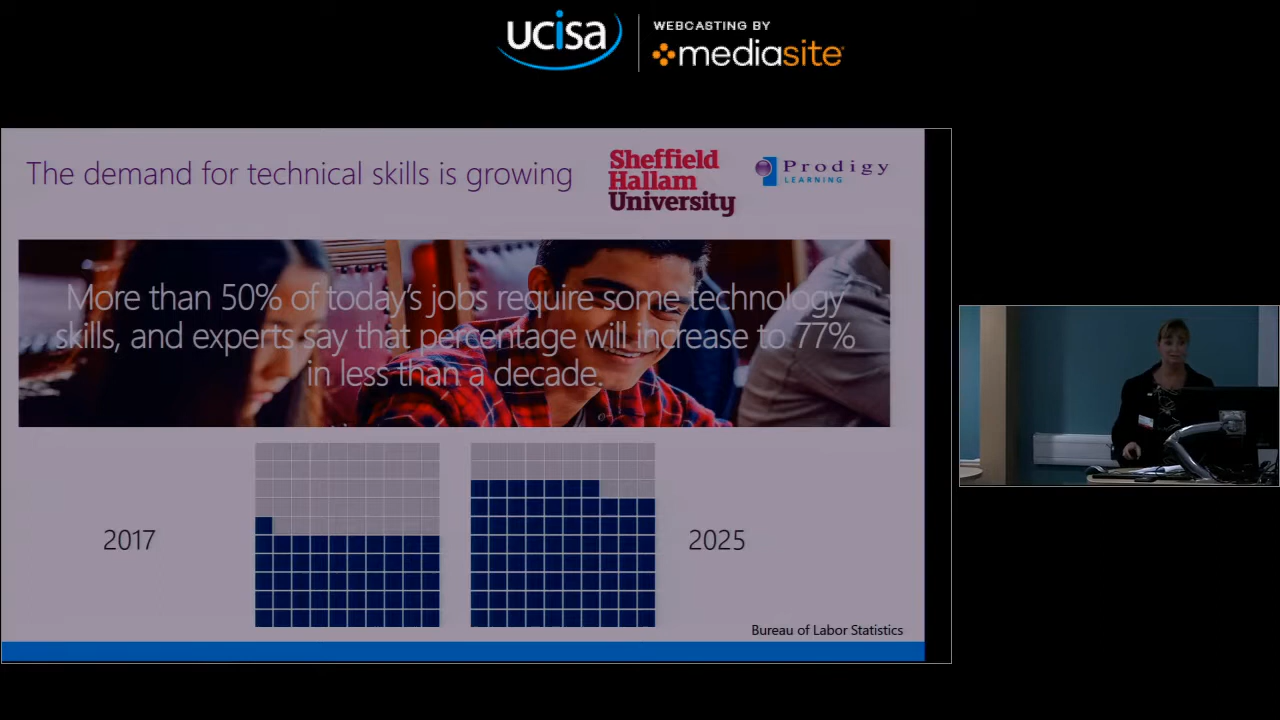 ucisa
WEBCASTING BY
mediasite
The demand for technical skills is growing
Sheffield
Hallam
University
Prodigy
LEARNING
More than 50% of today's jobs require some technology
skills, and experts say that percentage will increase to 77%
in less than a decade.
2017
2025
Bureau of Labor Statistics